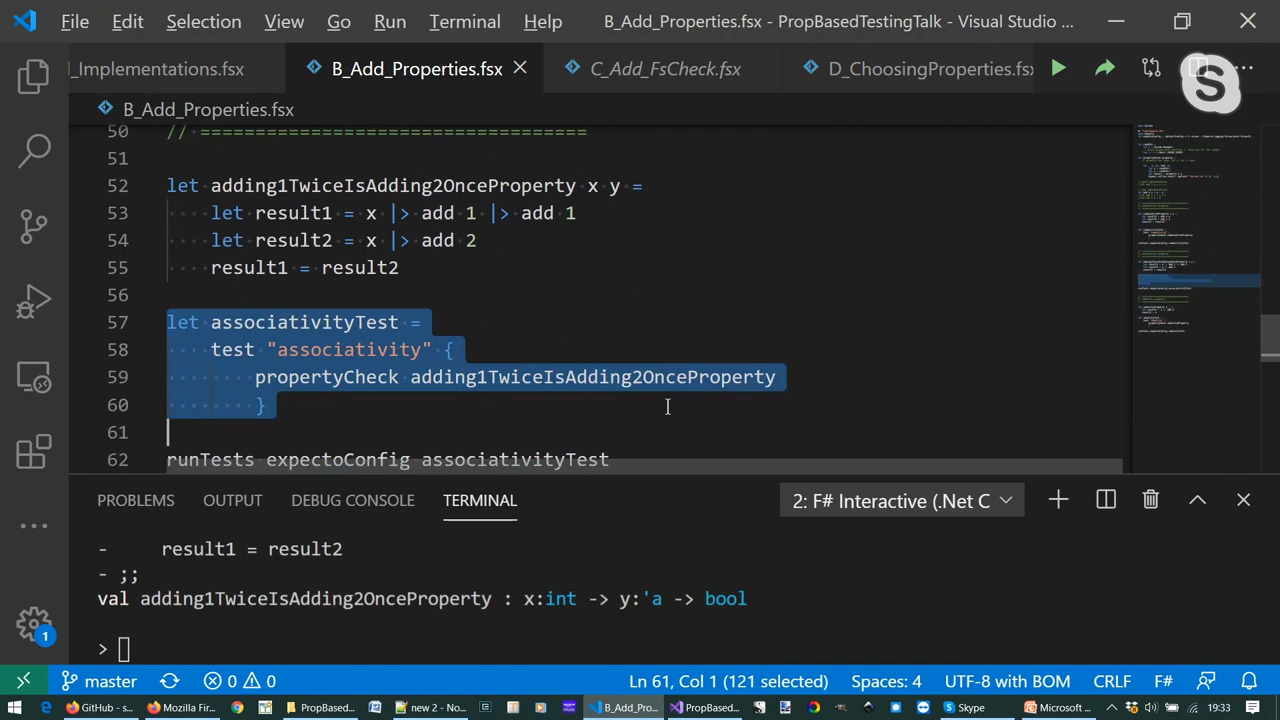 File Edit Selection View Go Run Terminal Help B_Add_Properties.fsx - PropBasedTestingTalk - Visual Studio ...
_Implementations.fsx B_Add_Properties.fsx C_Add_FsCheck.fsx D_ChoosingProperties.fsx
B_Add_Properties.fsx
50 // ===================================
51
52 let adding1TwiceIsAdding2OnceProperty x y =
53 let result1 = x |> add 1 |> add 1
54 let result2 = x |> add 2
55 result1 = result2
56
57 let associativityTest =
58 test "associativity" {
59 propertyCheck adding1TwiceIsAdding2OnceProperty
60 }
61
62 runTests expectoConfig associativityTest
PROBLEMS OUTPUT DEBUG CONSOLE TERMINAL 2: F# Interactive (.Net C
- result1 = result2
- ;;
val adding1TwiceIsAdding2OnceProperty : x:int -> y:'a -> bool
>
1
master 0 0 Ln 61, Col 1 (121 selected) Spaces: 4 UTF-8 with BOM CRLF F#
GitHub - s... Mozilla Fir... PropBased... new 2 - No... B_Add_Pro... PropBased... Skype Microsoft ... 19:33